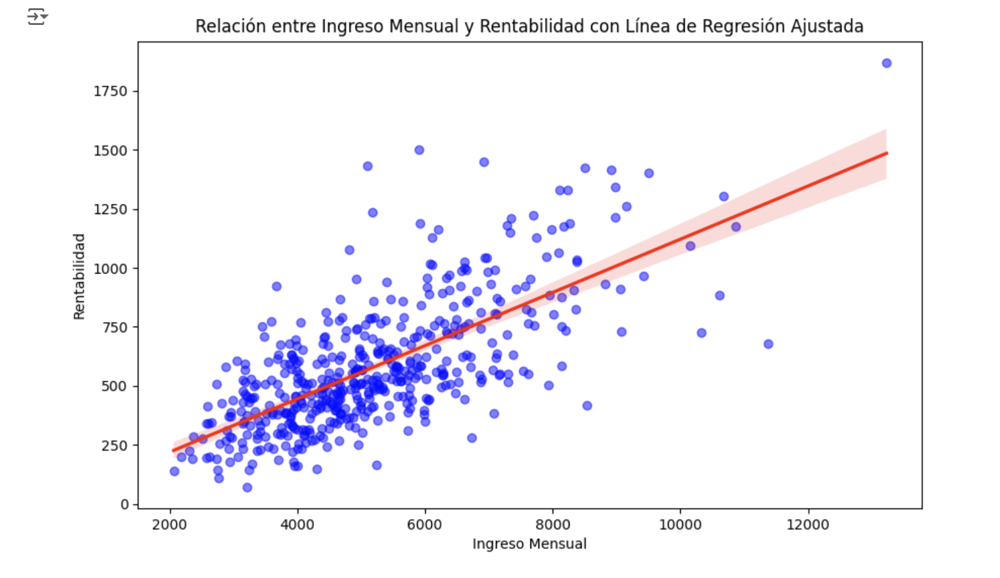 Relación entre Ingreso Mensual y Rentabilidad con Línea de Regresión Ajustada
1750
1500
1250
1000
750
500
250
0
Rentabilidad
2000 4000 6000 8000 10000 12000
Ingreso Mensual